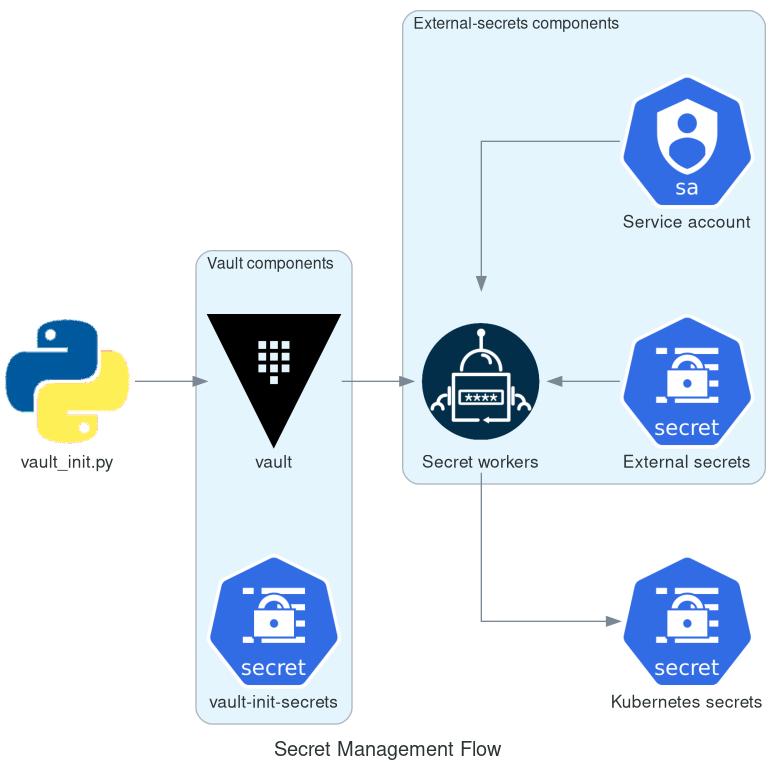 External-secrets components
sa
Service account
Vault components
vault_init.py
vault
****
Secret workers
secret
External secrets
secret
vault-init-secrets
secret
Kubernetes secrets
Secret Management Flow